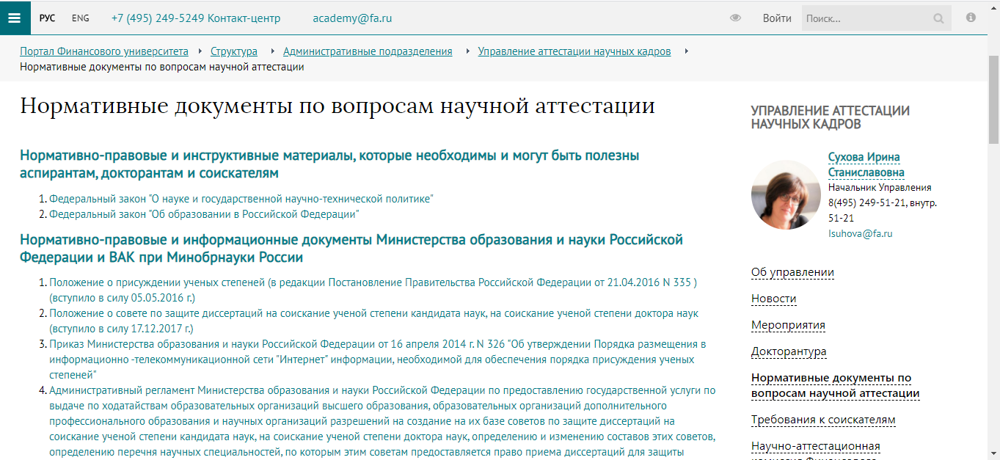 РУС ENG +7 (495) 249-5249 Контакт-центр academy@fa.ru Войти Поиск...
Портал Финансового университета Структура Административные подразделения Управление аттестации научных кадров
Нормативные документы по вопросам научной аттестации
Нормативные документы по вопросам научной аттестации
Нормативно-правовые и инструктивные материалы, которые необходимы и могут быть полезны
аспирантам, докторантам и соискателям
1. Федеральный закон "О науке и государственной научно-технической политике"
2. Федеральный закон "Об образовании в Российской Федерации"
Нормативно-правовые и информационные документы Министерства образования и науки Российской
Федерации и ВАК при Минобрнауки России
1. Положение о присуждении ученых степеней (в редакции Постановление Правительства Российской Федерации от 21.04.2016 N 335 )
(вступило в силу 05.05.2016 г.)
2. Положение о совете по защите диссертаций на соискание ученой степени кандидата наук, на соискание ученой степени доктора наук
(вступило в силу 17.12.2017 г.)
3. Приказ Министерства образования и науки Российской Федерации от 16 апреля 2014 г. N 326 "Об утверждении Порядка размещения в
информационно -телекоммуникационной сети "Интернет" информации, необходимой для обеспечения порядка присуждения ученых
степеней"
4. Административный регламент Министерства образования и науки Российской Федерации по предоставлению государственной услуги по
выдаче по ходатайствам образовательных организаций высшего образования, образовательных организаций дополнительного
профессионального образования и научных организаций разрешений на создание на их базе советов по защите диссертаций на
соискание ученой степени кандидата наук, на соискание ученой степени доктора наук, определению и изменению составов этих советов,
определению перечня научных специальностей, по которым этим советам предоставляется право приема диссертаций для защиты
УПРАВЛЕНИЕ АТТЕСТАЦИИ
НАУЧНЫХ КАДРОВ
Сухова Ирина
Станиславовна
Начальник Управления
8(495) 249-51-21, внутр.
51-21
Isuhova@fa.ru
Об управлении
Новости
Мероприятия
Докторантура
Нормативные документы по
вопросам научной аттестации
Требования к соискателям
Научно-аттестационная